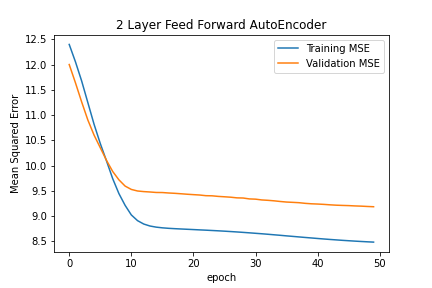 2 Layer Feed Forward AutoEncoder
12.5
12.0
11.5
11.0
10.5
10.0
9.5
9.0
8.5
Mean Squared Error
Training MSE
Validation MSE
0 10 20 30 40 50
epoch